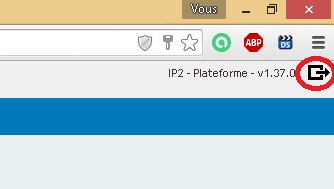 Vous
ABP
DS
IP2 - Plateforme - v1.37.0